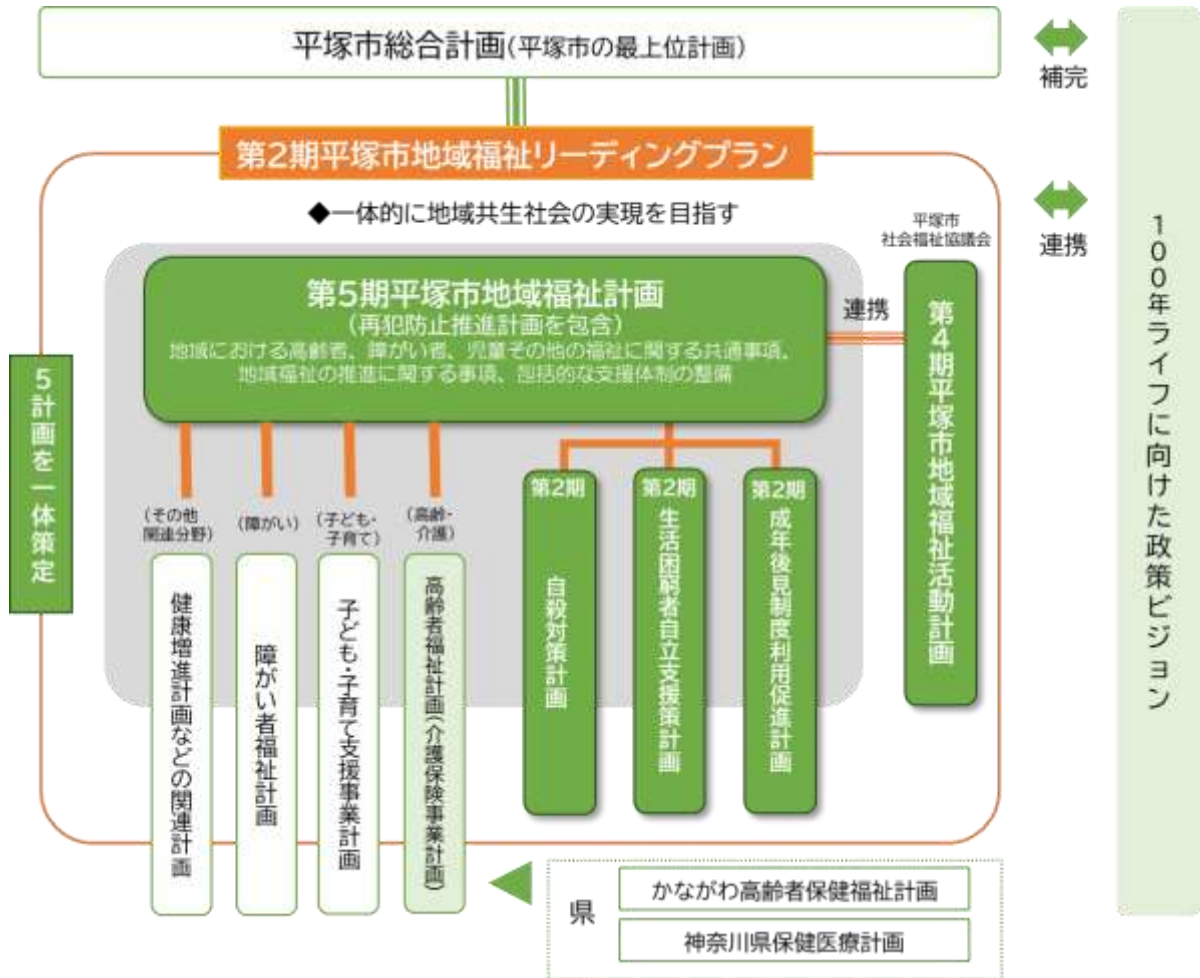 平塚市総合計画(平塚市の最上位計画)
補完
第2期平塚市地域福祉リーディングプラン
◆一体的に地域共生社会の実現を目指す
連携
平塚市
社会福祉協議会
第5期平塚市地域福祉計画
(再犯防止推進計画を包含)
地域における高齢者、障がい者、児童その他の福祉に関する共通事項、
地域福祉の推進に関する事項、包括的な支援体制の整備
連携
第4期平塚市地域福祉活動計画
100年ライフに向けた政策ビジョン
5計画を一体策定
(その他
関連分野)
(障がい)
(子ども・
子育て)
(高齢・
介護)
健康増進計画などの関連計画
障がい者福祉計画
子ども・子育て支援事業計画
高齢者福祉計画(介護保険事業計画)
第2期
自殺対策計画
第2期
生活困窮者自立支援策計画
第2期
成年後見制度利用促進計画
県
かながわ高齢者保健福祉計画
神奈川県保健医療計画